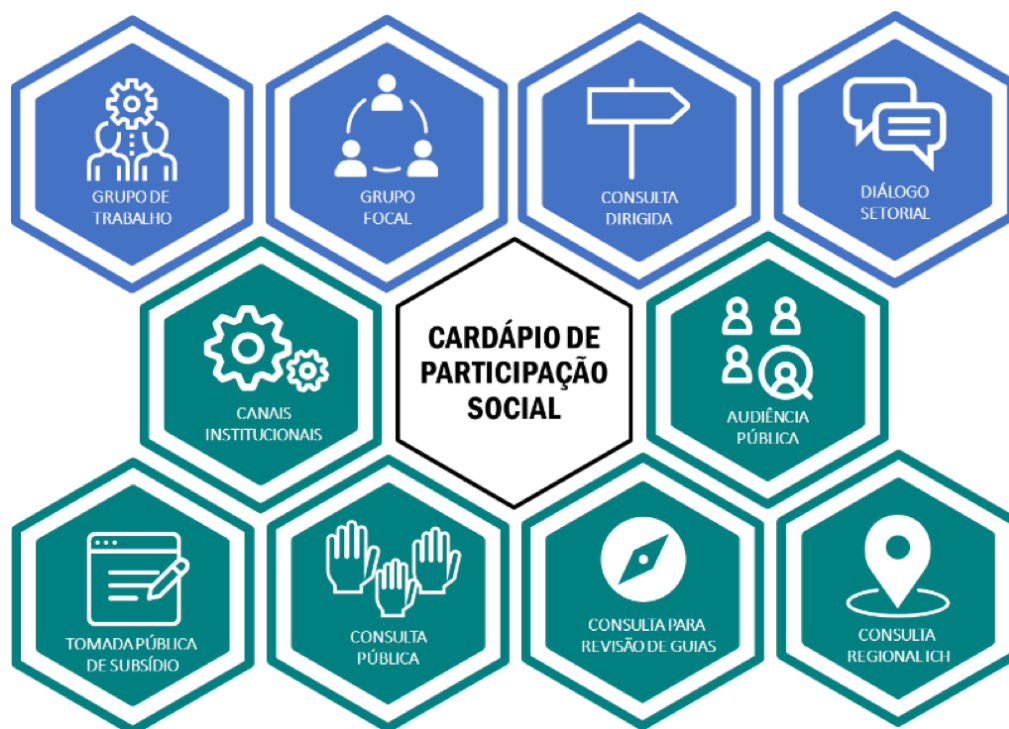 GRUPO DE
TRABALHO
GRUPO
FOCAL
CONSULTA
DIRIGIDA
DIÁLOGO
SETORIAL
CANAIS
INSTITUCIONAIS
CARDÁPIO DE
PARTICIPAÇÃO
SOCIAL
AUDIÊNCIA
PÚBLICA
TOMADA PÚBLICA
DE SUBSÍDIO
CONSULTA
PÚBLICA
CONSULTA PARA
REVISÃO DE GUIAS
CONSULTA
REGIONAL ICH